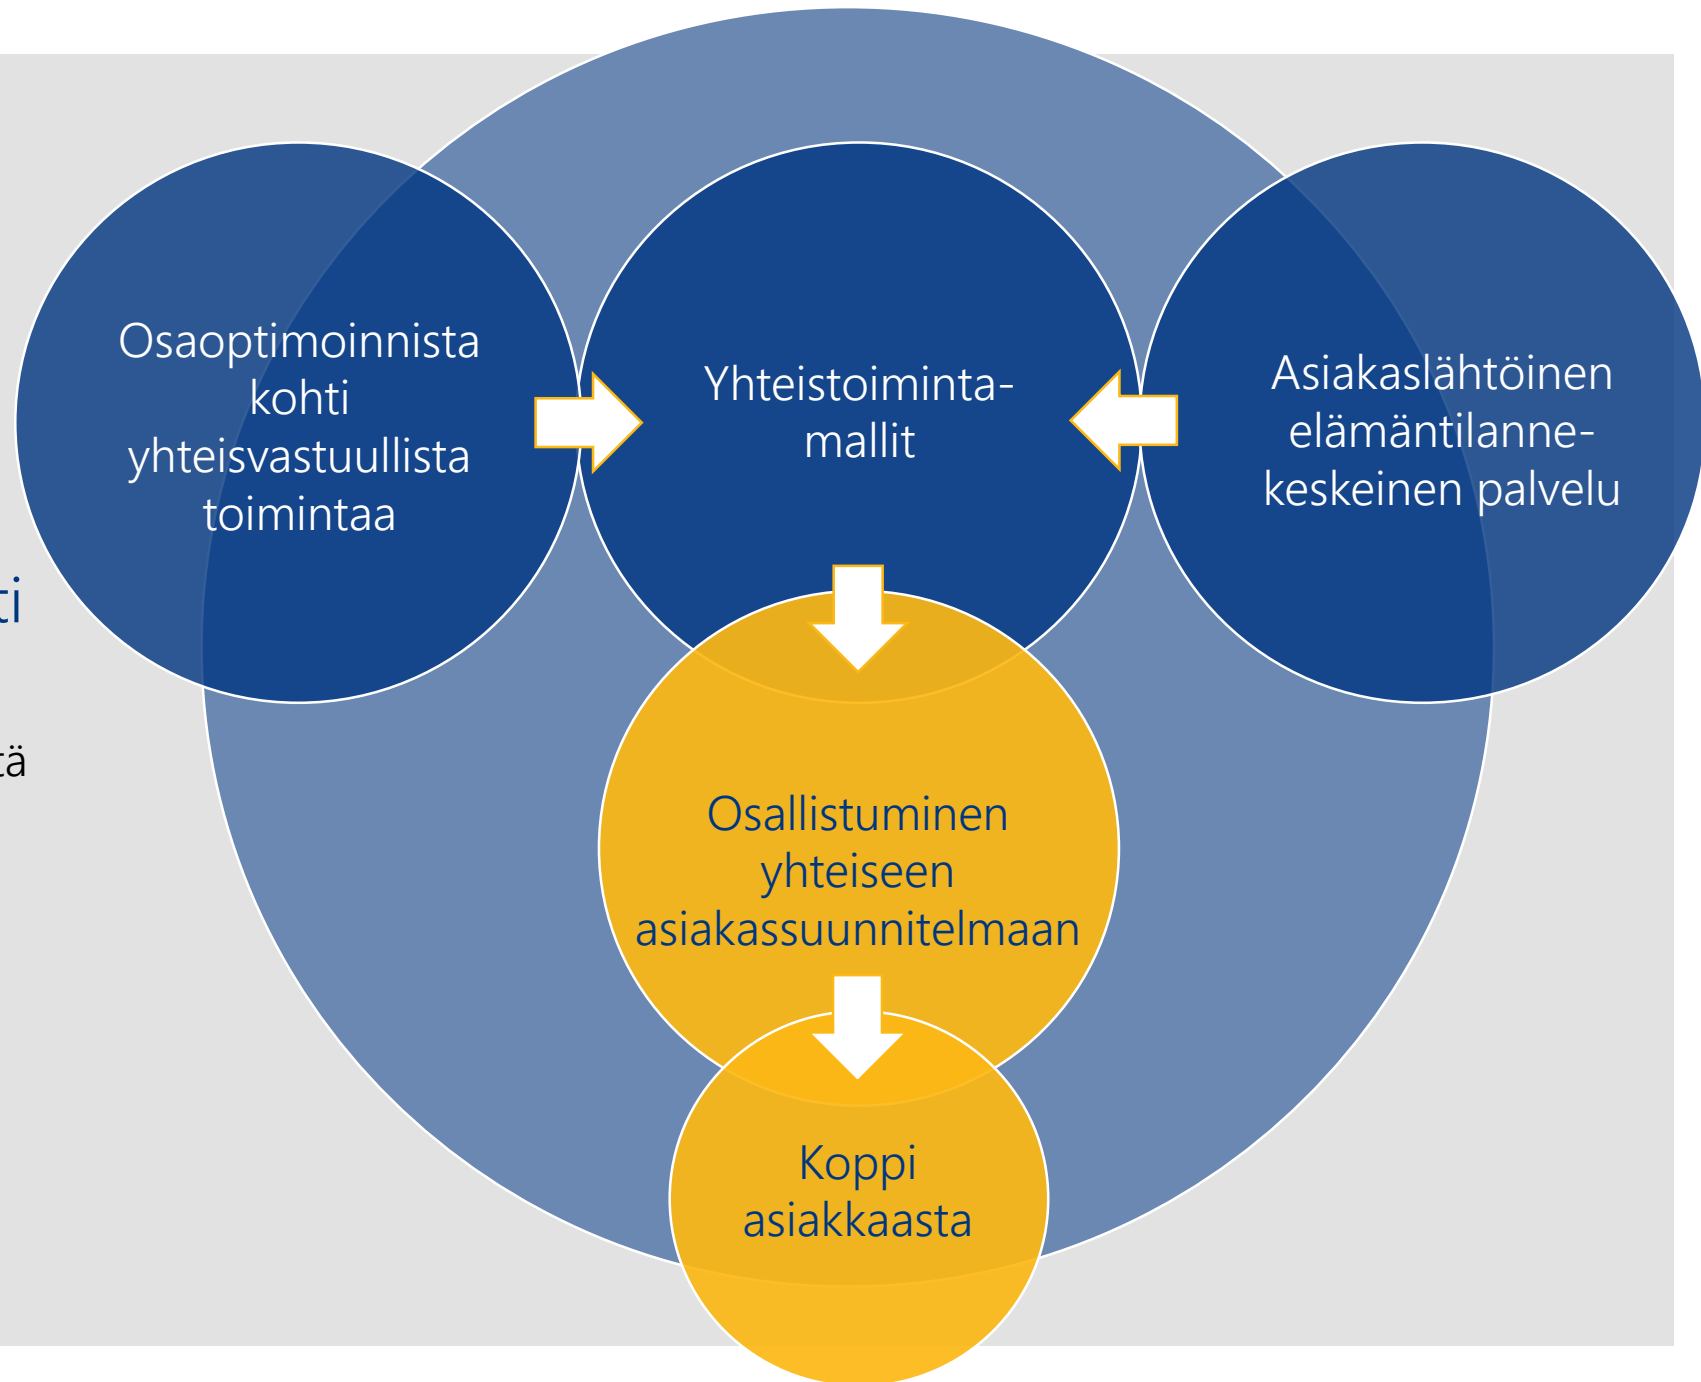 Osaoptimoinnista
kohti
yhteisvastuullista
toimintaa
Yhteistoiminta-
mallit
Asiakaslähtöinen
elämäntilanne-
keskeinen palvelu
Osallistuminen
yhteiseen
asiakassuunnitelmaan
Koppi
asiakkaasta